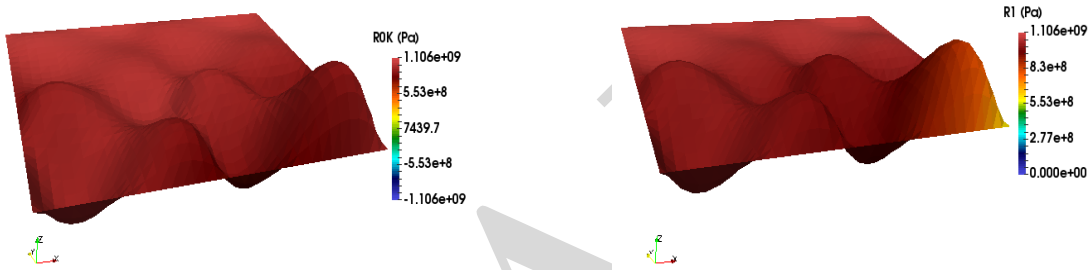 R0K (Pa)
1.106e+09
5.53e+8
7439.7
-5.53e+8
-1.106e+09
Z
Y
X
R1 (Pa)
1.106e+09
8.3e+8
5.53e+8
2.77e+8
0.000e+00
Z
Y
X